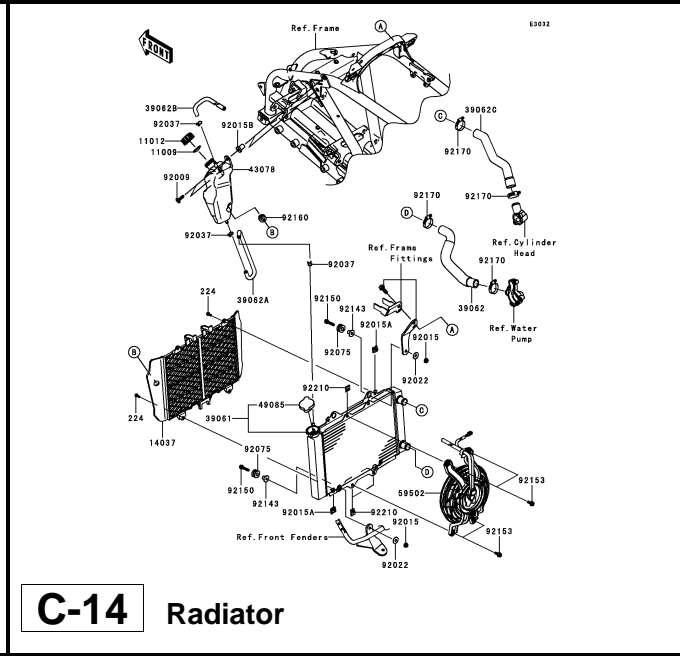 E3032
Ref.Frame
A
FRONT
39062B
92037
92015B
11012
11009
43078
92009
92160
B
92037
39062A
92037
C
39062C
92170
92170
92170
D
Ref.Cylinder
Head
92170
Ref.Frame
Fittings
39062
Ref.Water
Pump
224
92150
92143
92015A
92075
A
92015
92022
B
92210
49085
39061
C
224
14037
92075
92150
92143
D
59502
92153
92015A
92210
92015
92153
Ref.Front Fenders
92022
C-14 Radiator